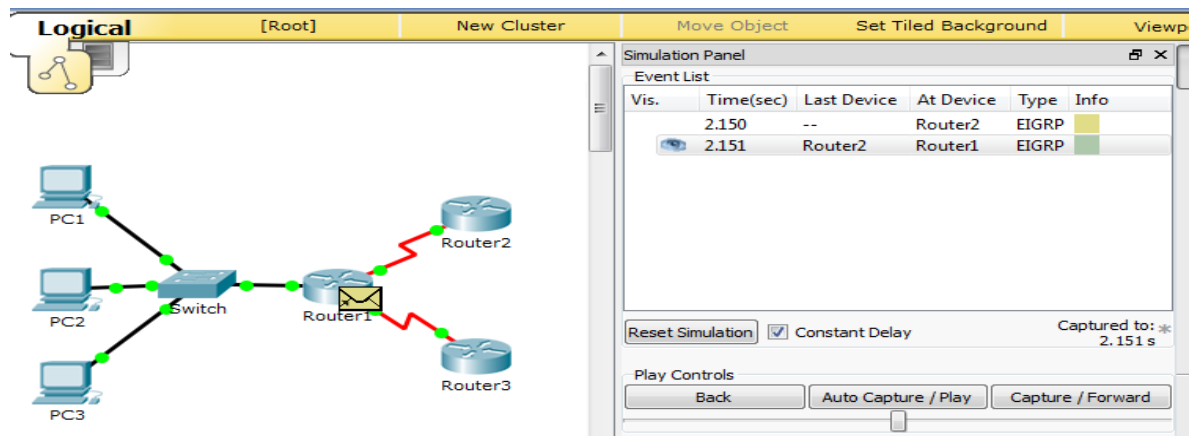 Logical [Root] New Cluster Move Object Set Tiled Background Viewp
Simulation Panel
Event List
Vis. Time(sec) Last Device At Device Type Info
2.150 -- Router2 EIGRP
2.151 Router2 Router1 EIGRP
PC1
Router2
PC2
Switch
Router1
Reset Simulation Constant Delay Captured to: *
2.151 s
Router3
PC3
Play Controls
Back Auto Capture / Play Capture / Forward